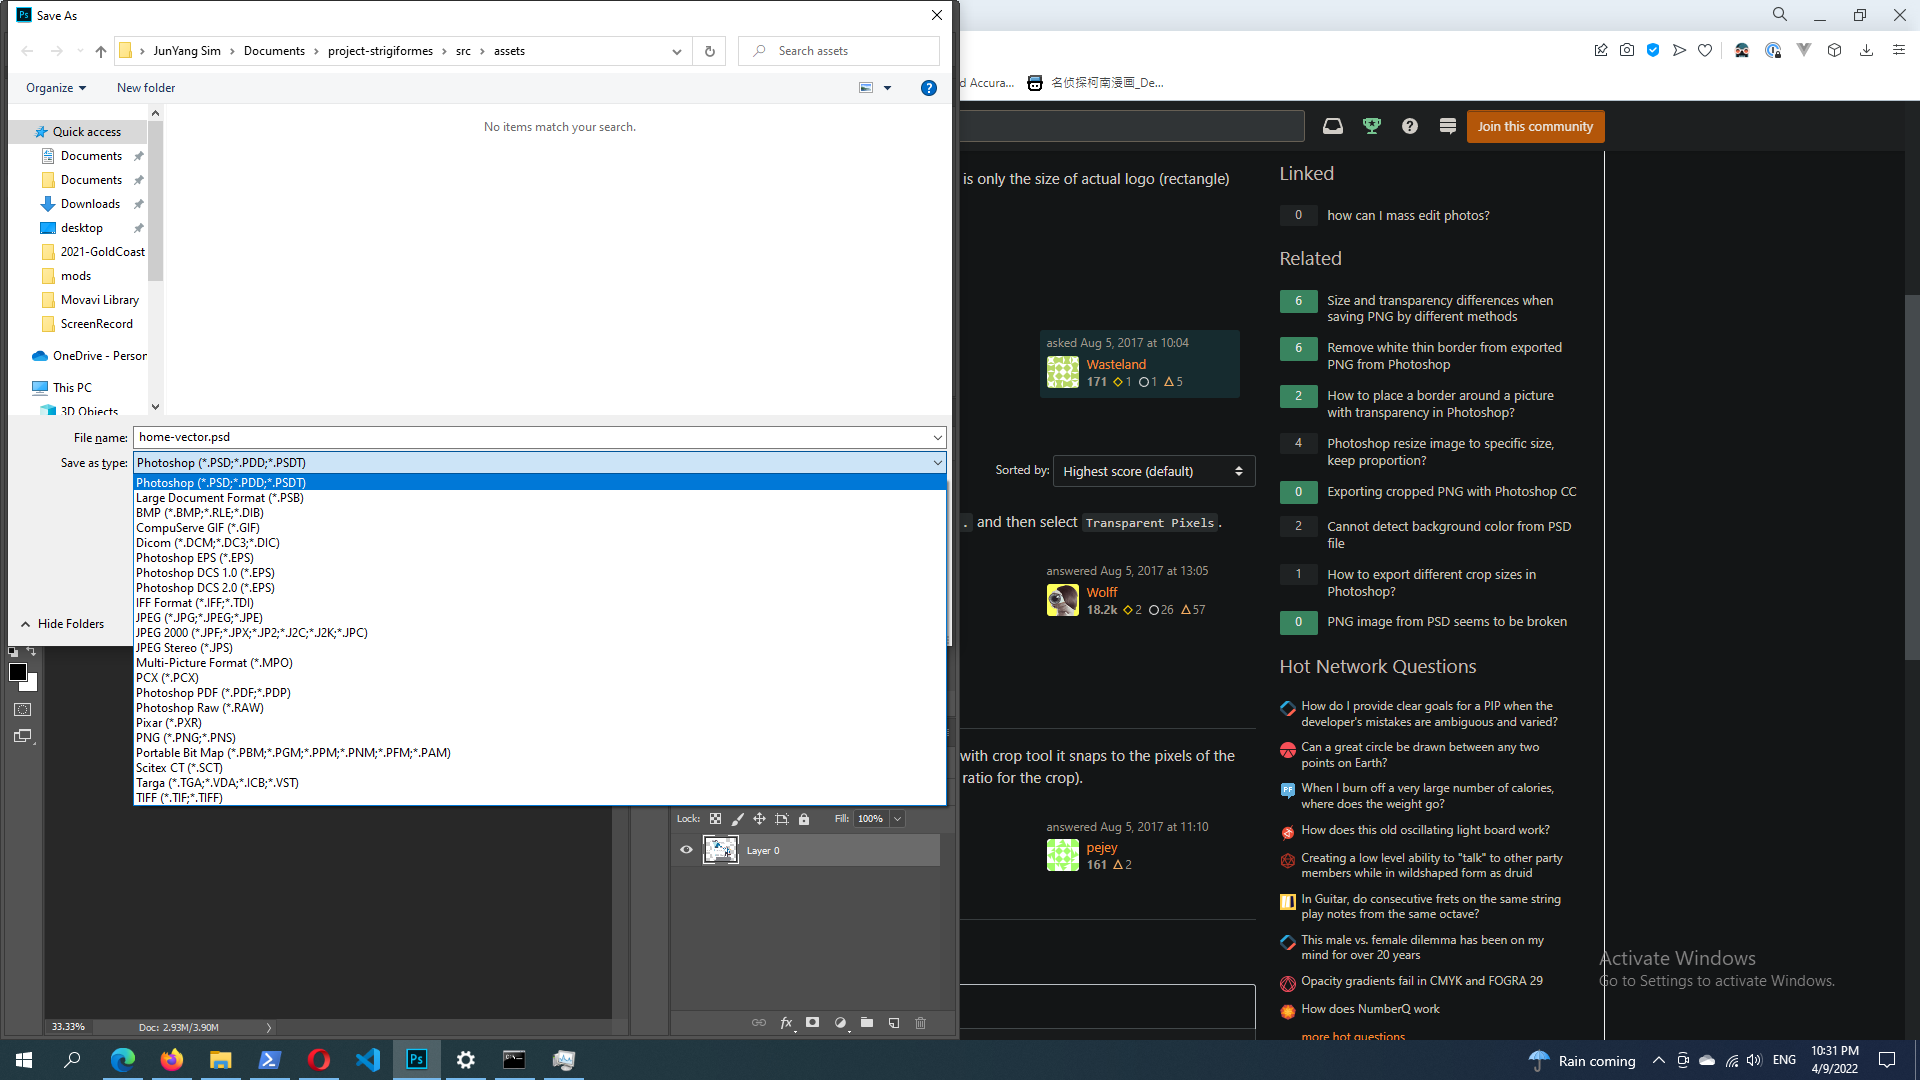 Save As
JunYang Sim
Documents
project-strigiformes
src
assets
Search assets
Organize
New folder
No items match your search.
Quick access
Documents
Documents
Downloads
desktop
2021-GoldCoast
mods
Movavi Library
ScreenRecord
OneDrive - Person
This PC
3D Objects
File name: home-vector.psd
Save as type: Photoshop (*.PSD;*.PDD;*.PSDT)
Photoshop (*.PSD;*.PDD;*.PSDT)
Large Document Format (*.PSB)
BMP (*.BMP;*.RLE;*.DIB)
CompuServe GIF (*.GIF)
Dicom (*.DCM;*.DC3;*.DIC)
Photoshop EPS (*.EPS)
Photoshop DCS 1.0 (*.EPS)
Photoshop DCS 2.0 (*.EPS)
IFF Format (*.IFF;*.TDI)
JPEG (*.JPG;*.JPEG;*.JPE)
JPEG 2000 (*.JPF;*.JPX;*.JP2;*.J2C;*.J2K;*.JPC)
JPEG Stereo (*.JPS)
Multi-Picture Format (*.MPO)
PCX (*.PCX)
Photoshop PDF (*.PDF;*.PDP)
Photoshop Raw (*.RAW)
Pixar (*.PXR)
PNG (*.PNG;*.PNS)
Portable Bit Map (*.PBM;*.PGM;*.PPM;*.PNM;*.PFM;*.PAM)
Scitex CT (*.SCT)
Targa (*.TGA;*.VDA;*.ICB;*.VST)
TIFF (*.TIF;*.TIFF)
Hide Folders
Lock:
Fill: 100%
Layer 0
33.33%
Doc: 2.93M/3.90M
fx
d Accura...
名侦探柯南漫画_De...
Join this community
is only the size of actual logo (rectangle)
asked Aug 5, 2017 at 10:04
Wasteland
171 1 1 5
Sorted by: Highest score (default)
. and then select Transparent Pixels.
answered Aug 5, 2017 at 13:05
Wolff
18.2k 2 26 57
with crop tool it snaps to the pixels of the
ratio for the crop).
answered Aug 5, 2017 at 11:10
pejey
161 2
Linked
0 how can I mass edit photos?
Related
6 Size and transparency differences when
saving PNG by different methods
6 Remove white thin border from exported
PNG from Photoshop
2 How to place a border around a picture
with transparency in Photoshop?
4 Photoshop resize image to specific size,
keep proportion?
0 Exporting cropped PNG with Photoshop CC
2 Cannot detect background color from PSD
file
1 How to export different crop sizes in
Photoshop?
0 PNG image from PSD seems to be broken
Hot Network Questions
How do I provide clear goals for a PIP when the
developer's mistakes are ambiguous and varied?
Can a great circle be drawn between any two
points on Earth?
When I burn off a very large number of calories,
where does the weight go?
How does this old oscillating light board work?
Creating a low level ability to "talk" to other party
members while in wildshaped form as druid
In Guitar, do consecutive frets on the same string
play notes from the same octave?
This male vs. female dilemma has been on my
mind for over 20 years
Opacity gradients fail in CMYK and FOGRA 29
How does NumberQ work
more hot questions
Activate Windows
Go to Settings to activate Windows.
Ps
Rain coming
ENG
10:31 PM
4/9/2022